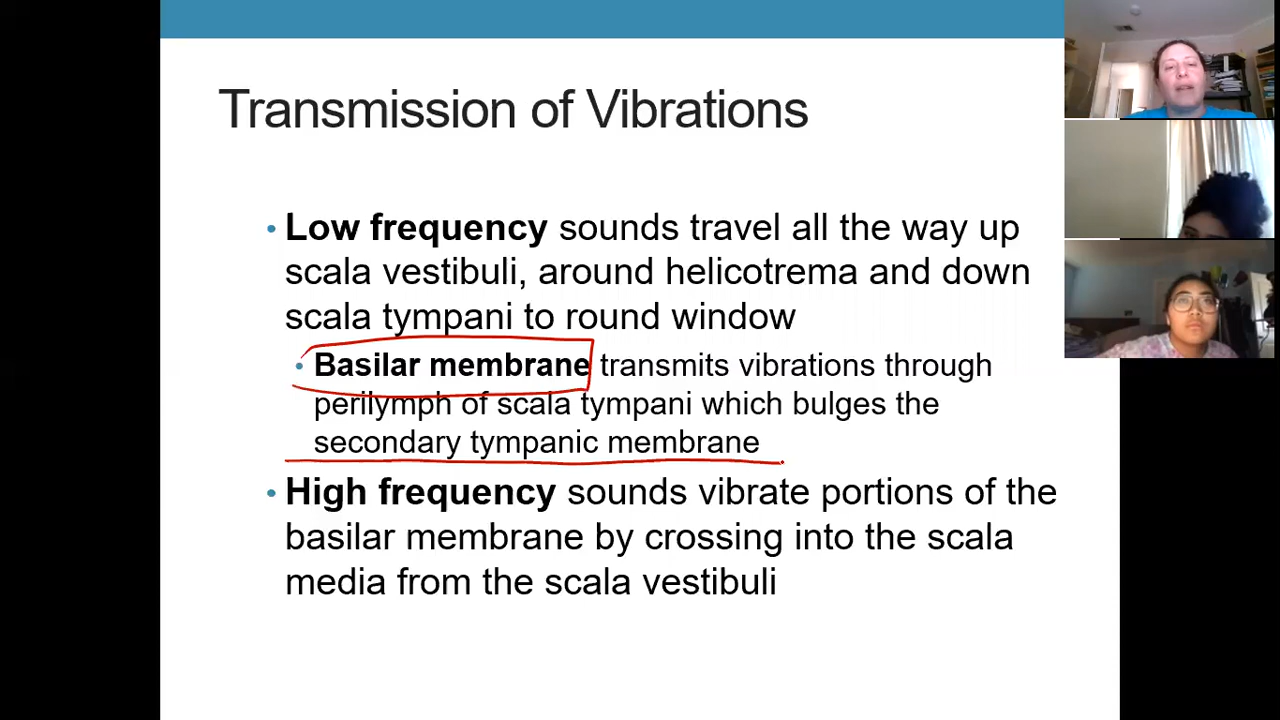 Transmission of Vibrations
• Low frequency sounds travel all the way up
scala vestibuli, around helicotrema and down
scala tympani to round window
• Basilar membrane transmits vibrations through
perilymph of scala tympani which bulges the
secondary tympanic membrane
• High frequency sounds vibrate portions of the
basilar membrane by crossing into the scala
media from the scala vestibuli